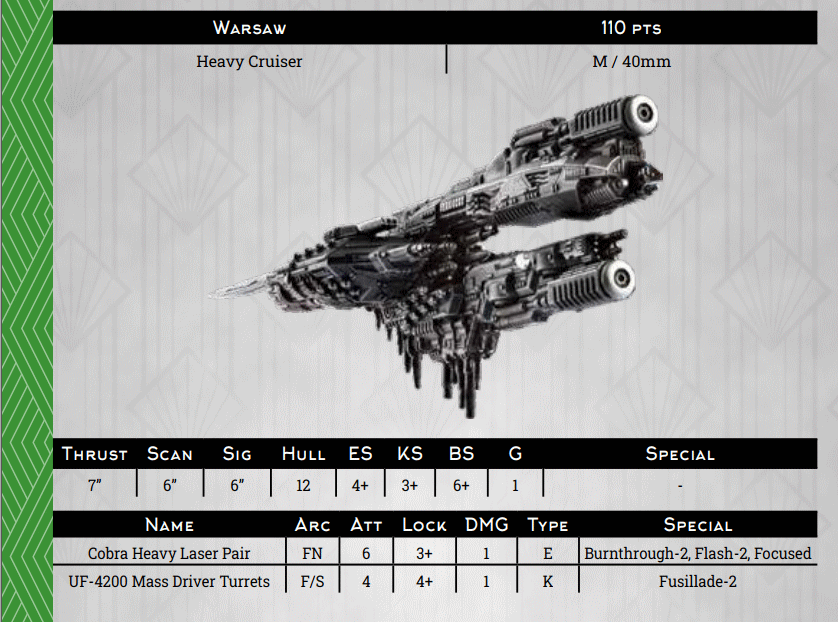 Warsaw 110 pts
Heavy Cruiser M / 40mm
Thrust Scan Sig Hull ES KS BS G Special
7” 6” 6” 12 4+ 3+ 6+ 1 -
Name Arc Att Lock DMG Type Special
Cobra Heavy Laser Pair FN 6 3+ 1 E Burnthrough-2, Flash-2, Focused
UF-4200 Mass Driver Turrets F/S 4 4+ 1 K Fusillade-2